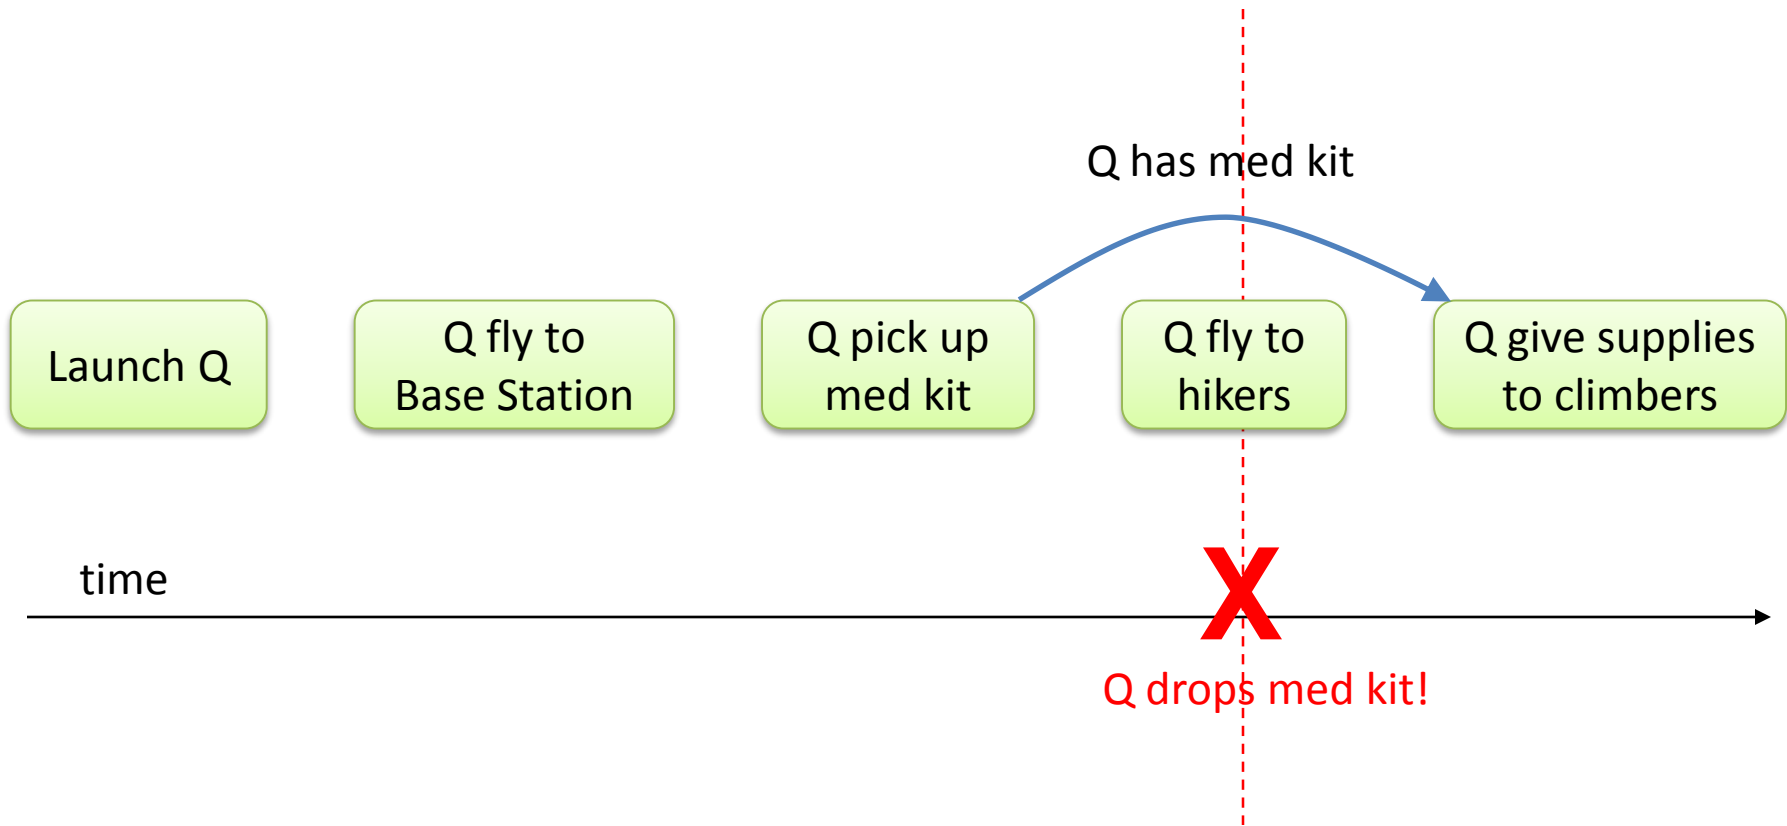 Q has med kit
Launch Q
Q fly to
Base Station
Q pick up
med kit
Q fly to
hikers
Q give supplies
to climbers
time
X
Q drops med kit!